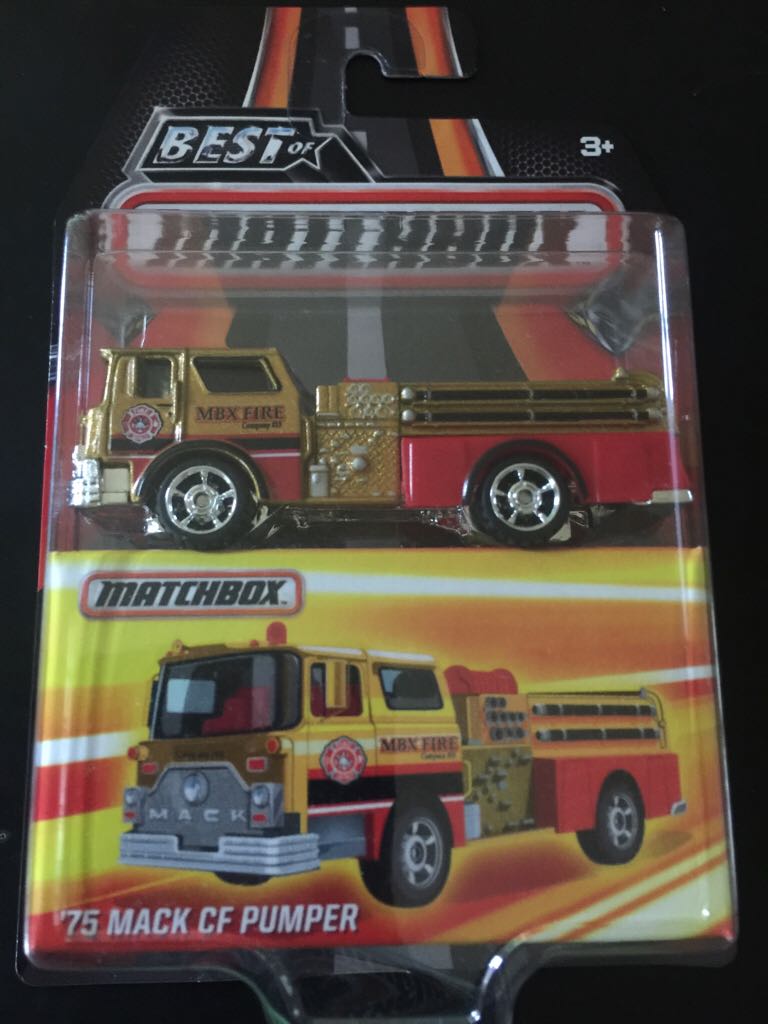 BEST OF
3+
MBX FIRE
MATCHBOX
MBX FIRE
MACK
'75 MACK CF PUMPER